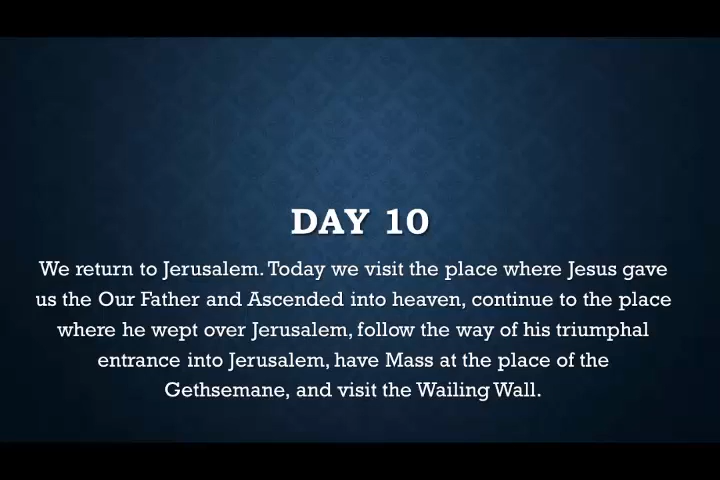 DAY 10
We return to Jerusalem. Today we visit the place where Jesus gave
us the Our Father and Ascended into heaven, continue to the place
where he wept over Jerusalem, follow the way of his triumphal
entrance into Jerusalem, have Mass at the place of the
Gethsemane, and visit the Wailing Wall.